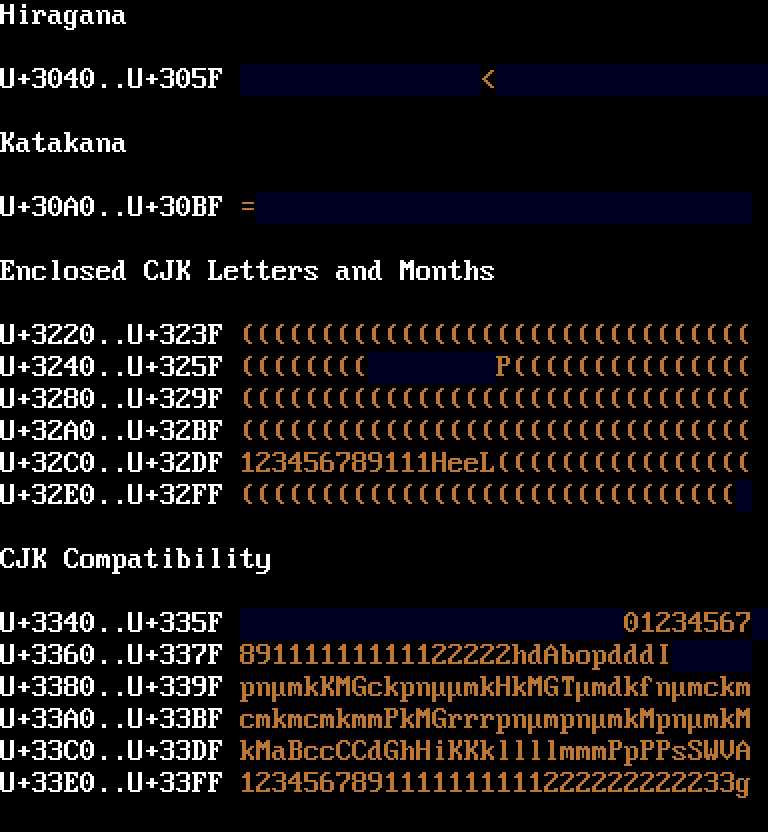 Hiragana
U+3040..U+305F <
Katakana
U+30A0..U+30BF =
Enclosed CJK Letters and Months
U+3220..U+323F ((((((((((((((((((((((((((((((((
U+3240..U+325F ((((((((        P(((((((((((((((
U+3280..U+329F ((((((((((((((((((((((((((((((((
U+32A0..U+32BF ((((((((((((((((((((((((((((((((
U+32C0..U+32DF 123456789111HeeL((((((((((((((((
U+32E0..U+32FF (((((((((((((((((((((((((((((((
CJK Compatibility
U+3340..U+335F 01234567
U+3360..U+337F 89111111111122222hdAbopdddI
U+3380..U+339F pnµmkKMGckpnµµmkHkMGTµmdkfnµmckm
U+33A0..U+33BF cmkmcmkmmPkMGrrrpnµmpnµmkMpnµmkM
U+33C0..U+33DF kMaBccCCdGhHiKKkllllmmmPpPPsSWVA
U+33E0..U+33FF 1234567891111111111222222222233g